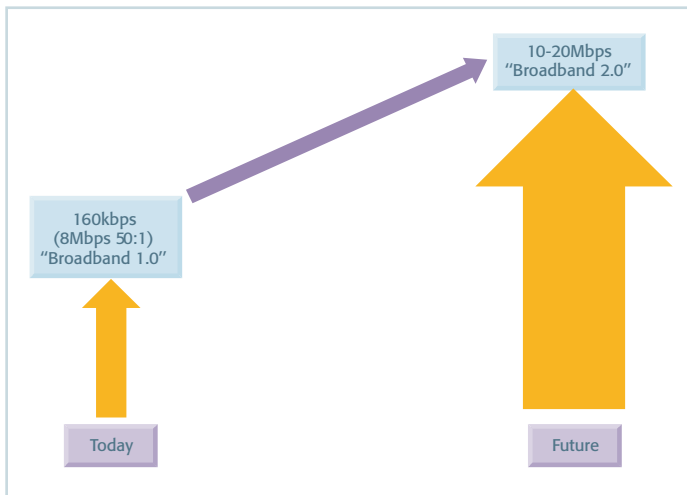 10-20Mbps
“Broadband 2.0”
160kbps
(8Mbps 50:1)
“Broadband 1.0”
Today
Future